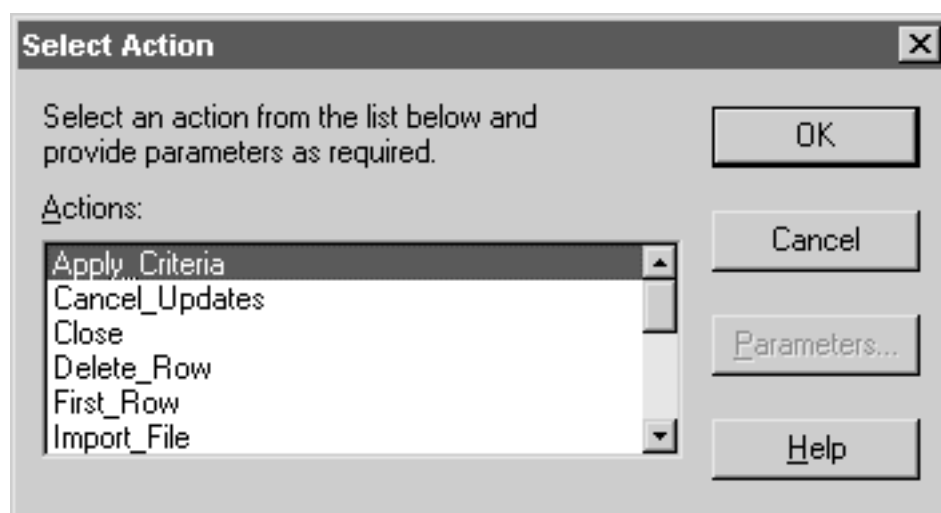 Select Action
Select an action from the list below and
provide parameters as required.
Actions:
Apply_Criteria
Cancel_Updates
Close
Delete_Row
First_Row
Import_File
OK
Cancel
Parameters...
Help